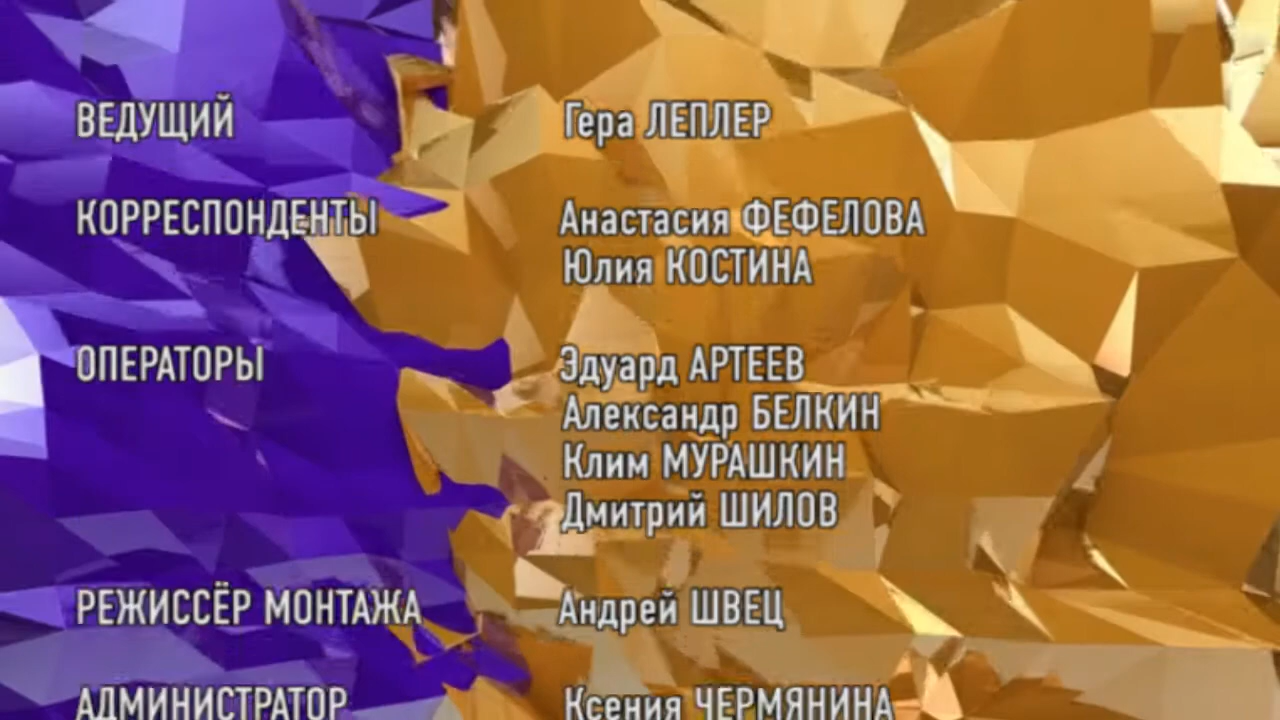 ВЕДУЩИЙ Гера ЛЕПЛЕР
КОРРЕСПОНДЕНТЫ Анастасия ФЕФЕЛОВА
Юлия КОСТИНА
ОПЕРАТОРЫ Эдуард АРТЕЕВ
Александр БЕЛКИН
Клим МУРАШКИН
Дмитрий ШИЛОВ
РЕЖИССЁР МОНТАЖА Андрей ШВЕЦ
АДМИНИСТРАТОР Ксения ЧЕРМЯНИНА